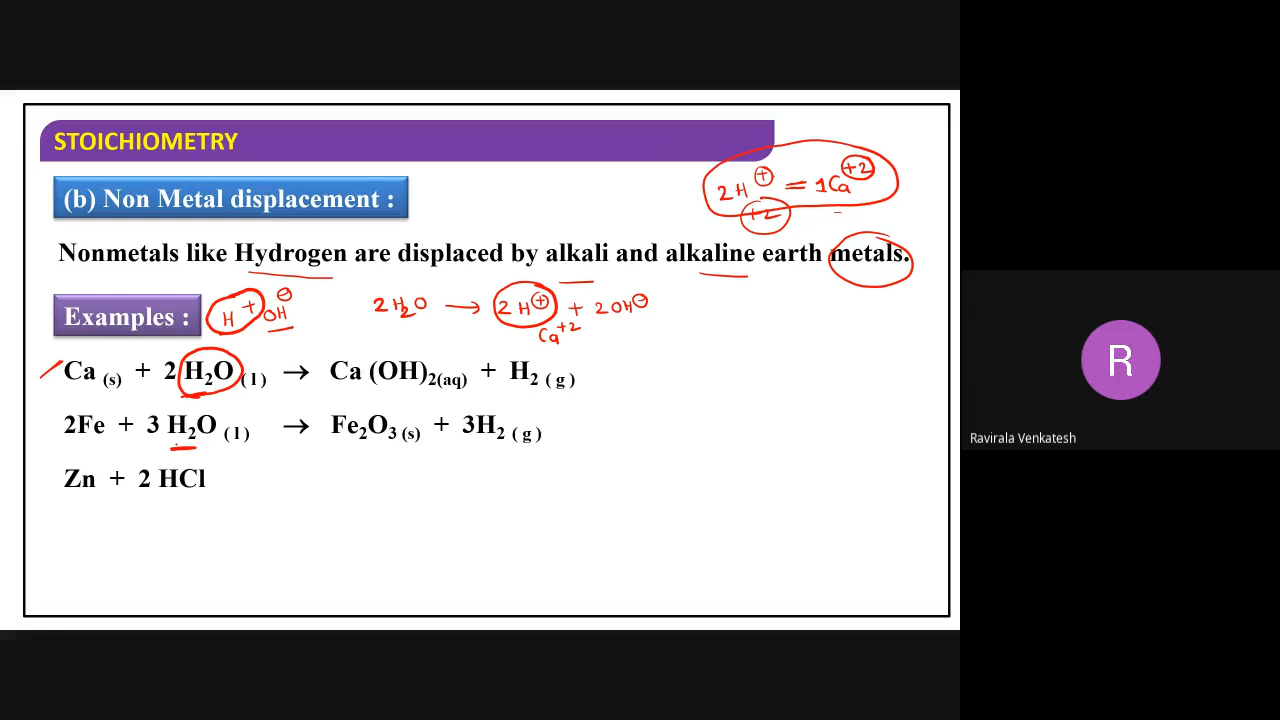 STOICHIOMETRY
(b) Non Metal displacement :
2H⊕ = 1Ca+2
+2
Nonmetals like Hydrogen are displaced by alkali and alkaline earth metals.
Examples : H+ OH⊖ 2H₂O → 2H⊕ + 2OH⊖
Ca+2
Ca (s) + 2 H₂O ( l ) → Ca (OH)₂(aq) + H₂ ( g )
2Fe + 3 H₂O ( l ) → Fe₂O₃ (s) + 3H₂ ( g )
Zn + 2 HCl
R
Ravirala Venkatesh